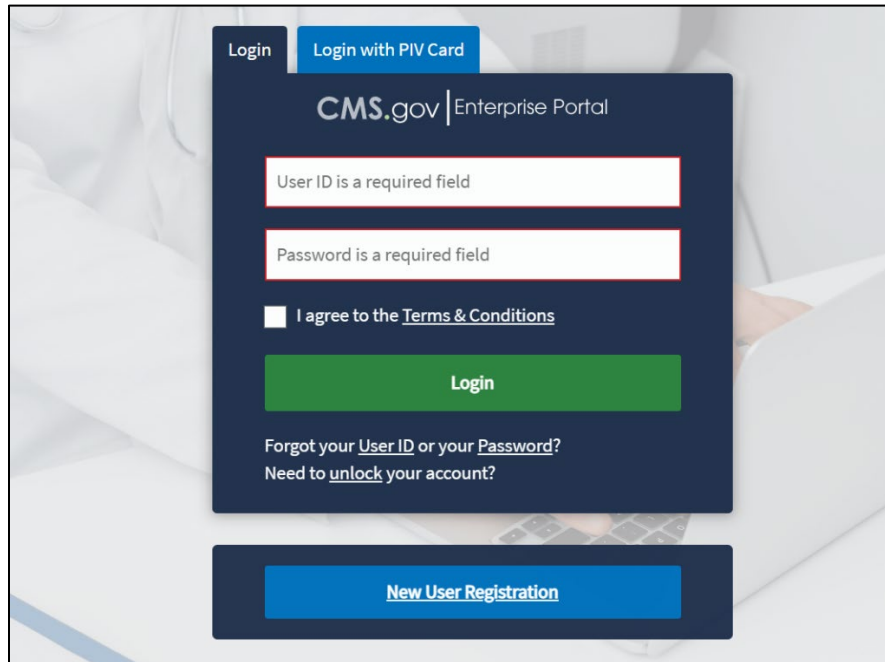 Login
Login with PIV Card
CMS.gov | Enterprise Portal
User ID is a required field
Password is a required field
I agree to the Terms & Conditions
Login
Forgot your User ID or your Password?
Need to unlock your account?
New User Registration